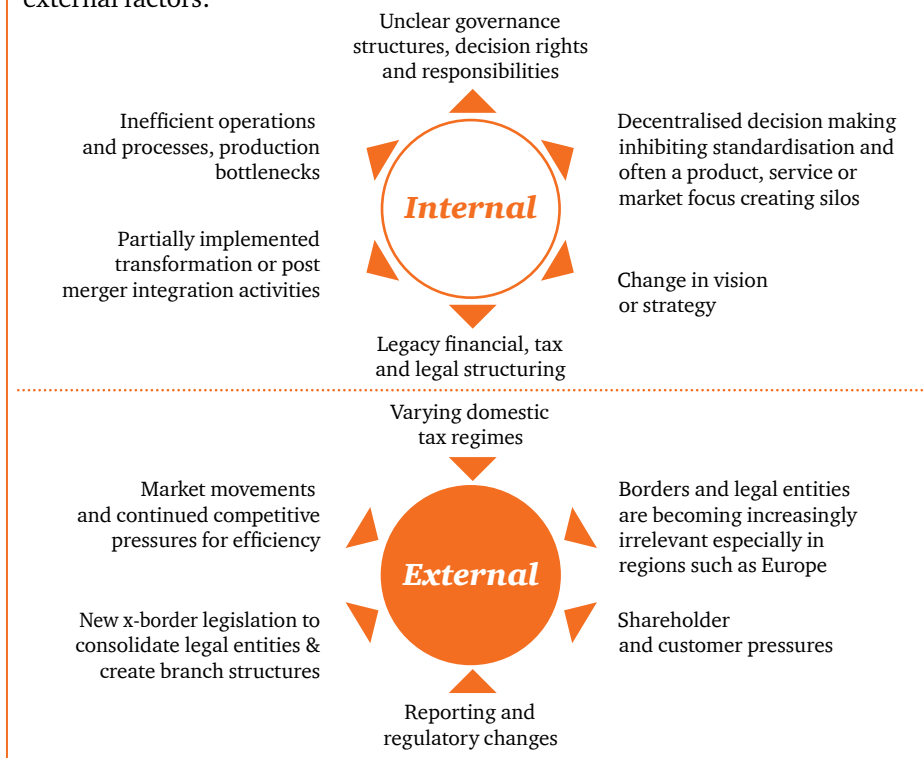 external factors:
Unclear governance
structures, decision rights
and responsibilities
Inefficient operations
and processes, production
bottlenecks
Decentralised decision making
inhibiting standardisation and
often a product, service or
market focus creating silos
Internal
Partially implemented
transformation or post
merger integration activities
Change in vision
or strategy
Legacy financial, tax
and legal structuring
Varying domestic
tax regimes
Market movements
and continued competitive
pressures for efficiency
Borders and legal entities
are becoming increasingly
irrelevant especially in
regions such as Europe
External
New x-border legislation to
consolidate legal entities &
create branch structures
Shareholder
and customer pressures
Reporting and
regulatory changes